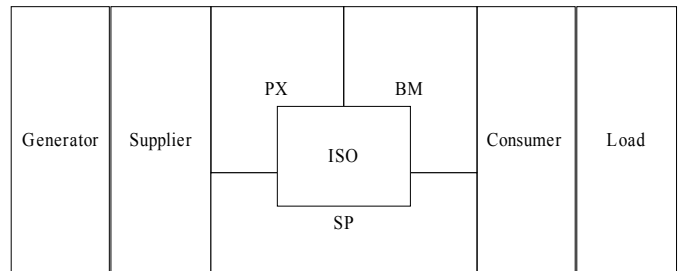 PX
BM
Generator
Supplier
ISO
Consumer
Load
SP